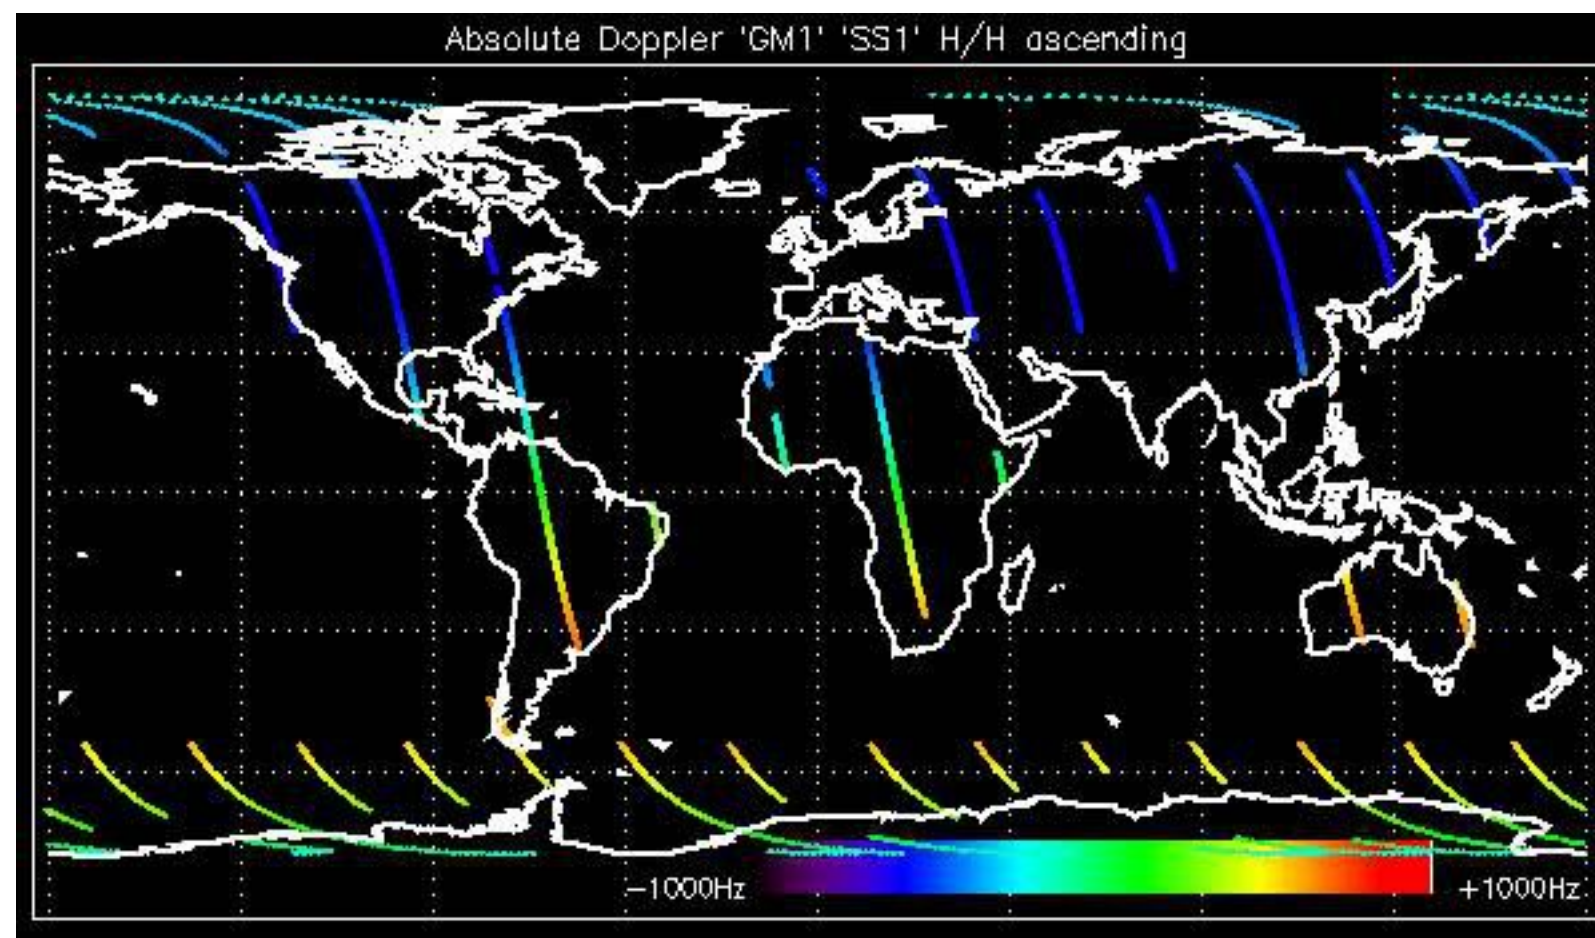 Absolute Doppler 'GM1' 'SS1' H/H ascending
−1000Hz +1000Hz